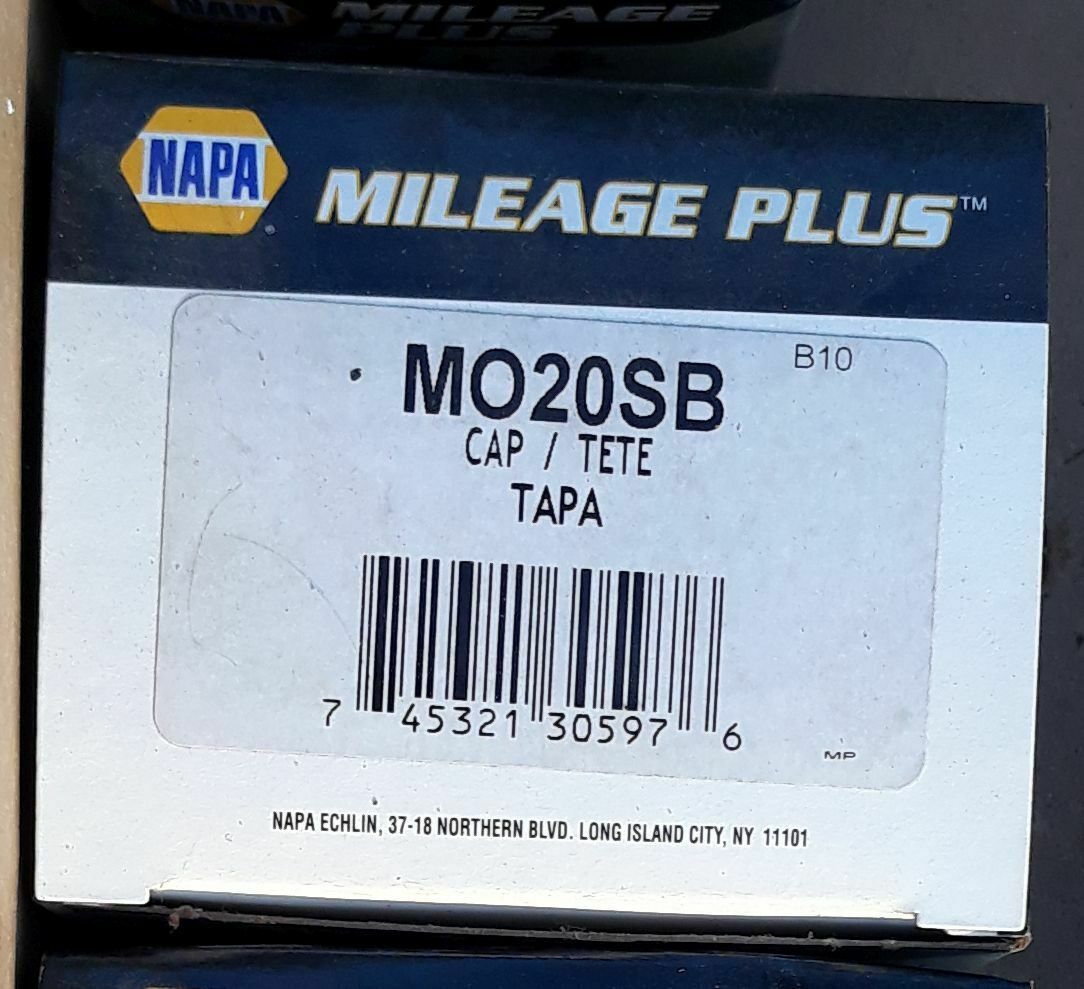 NAPA MILEAGE PLUS
NAPA MILEAGE PLUS™
MO20SB B10
CAP / TETE
TAPA
7 45321 30597 6
MP
NAPA ECHLIN, 37-18 NORTHERN BLVD. LONG ISLAND CITY, NY 11101